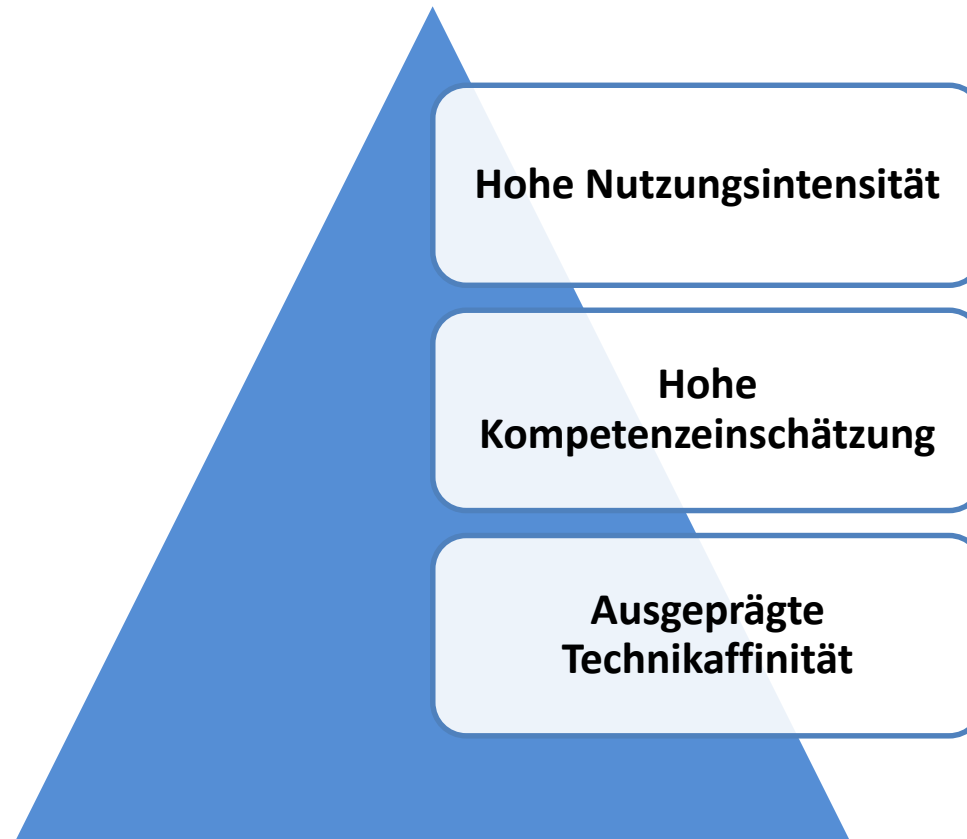 Hohe Nutzungsintensität
Hohe
Kompetenzeinschätzung
Ausgeprägte
Technikaffinität